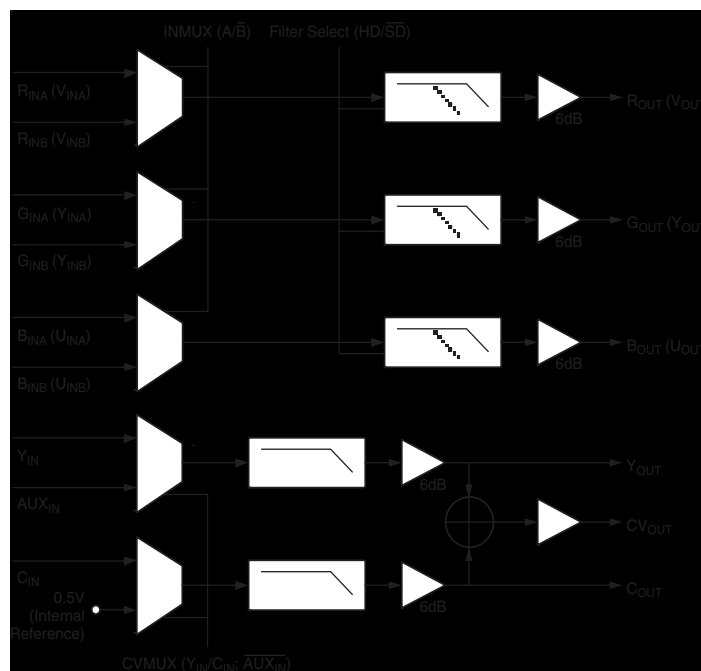 INMUX (A/B̅) Filter Select (HD/S̅D̅)
R_INA (V_INA)
R_OUT (V_OUT
6dB
R_INB (V_INB)
G_INA (Y_INA)
G_OUT (Y_OUT
6dB
G_INB (Y_INB)
B_INA (U_INA)
B_OUT (U_OUT
6dB
B_INB (U_INB)
Y_IN
Y_OUT
6dB
AUX_IN
CV_OUT
C_IN
C_OUT
6dB
0.5V
(Internal
Reference)
CVMUX (Y_IN/C_IN; A̅U̅X̅_I̅N̅)